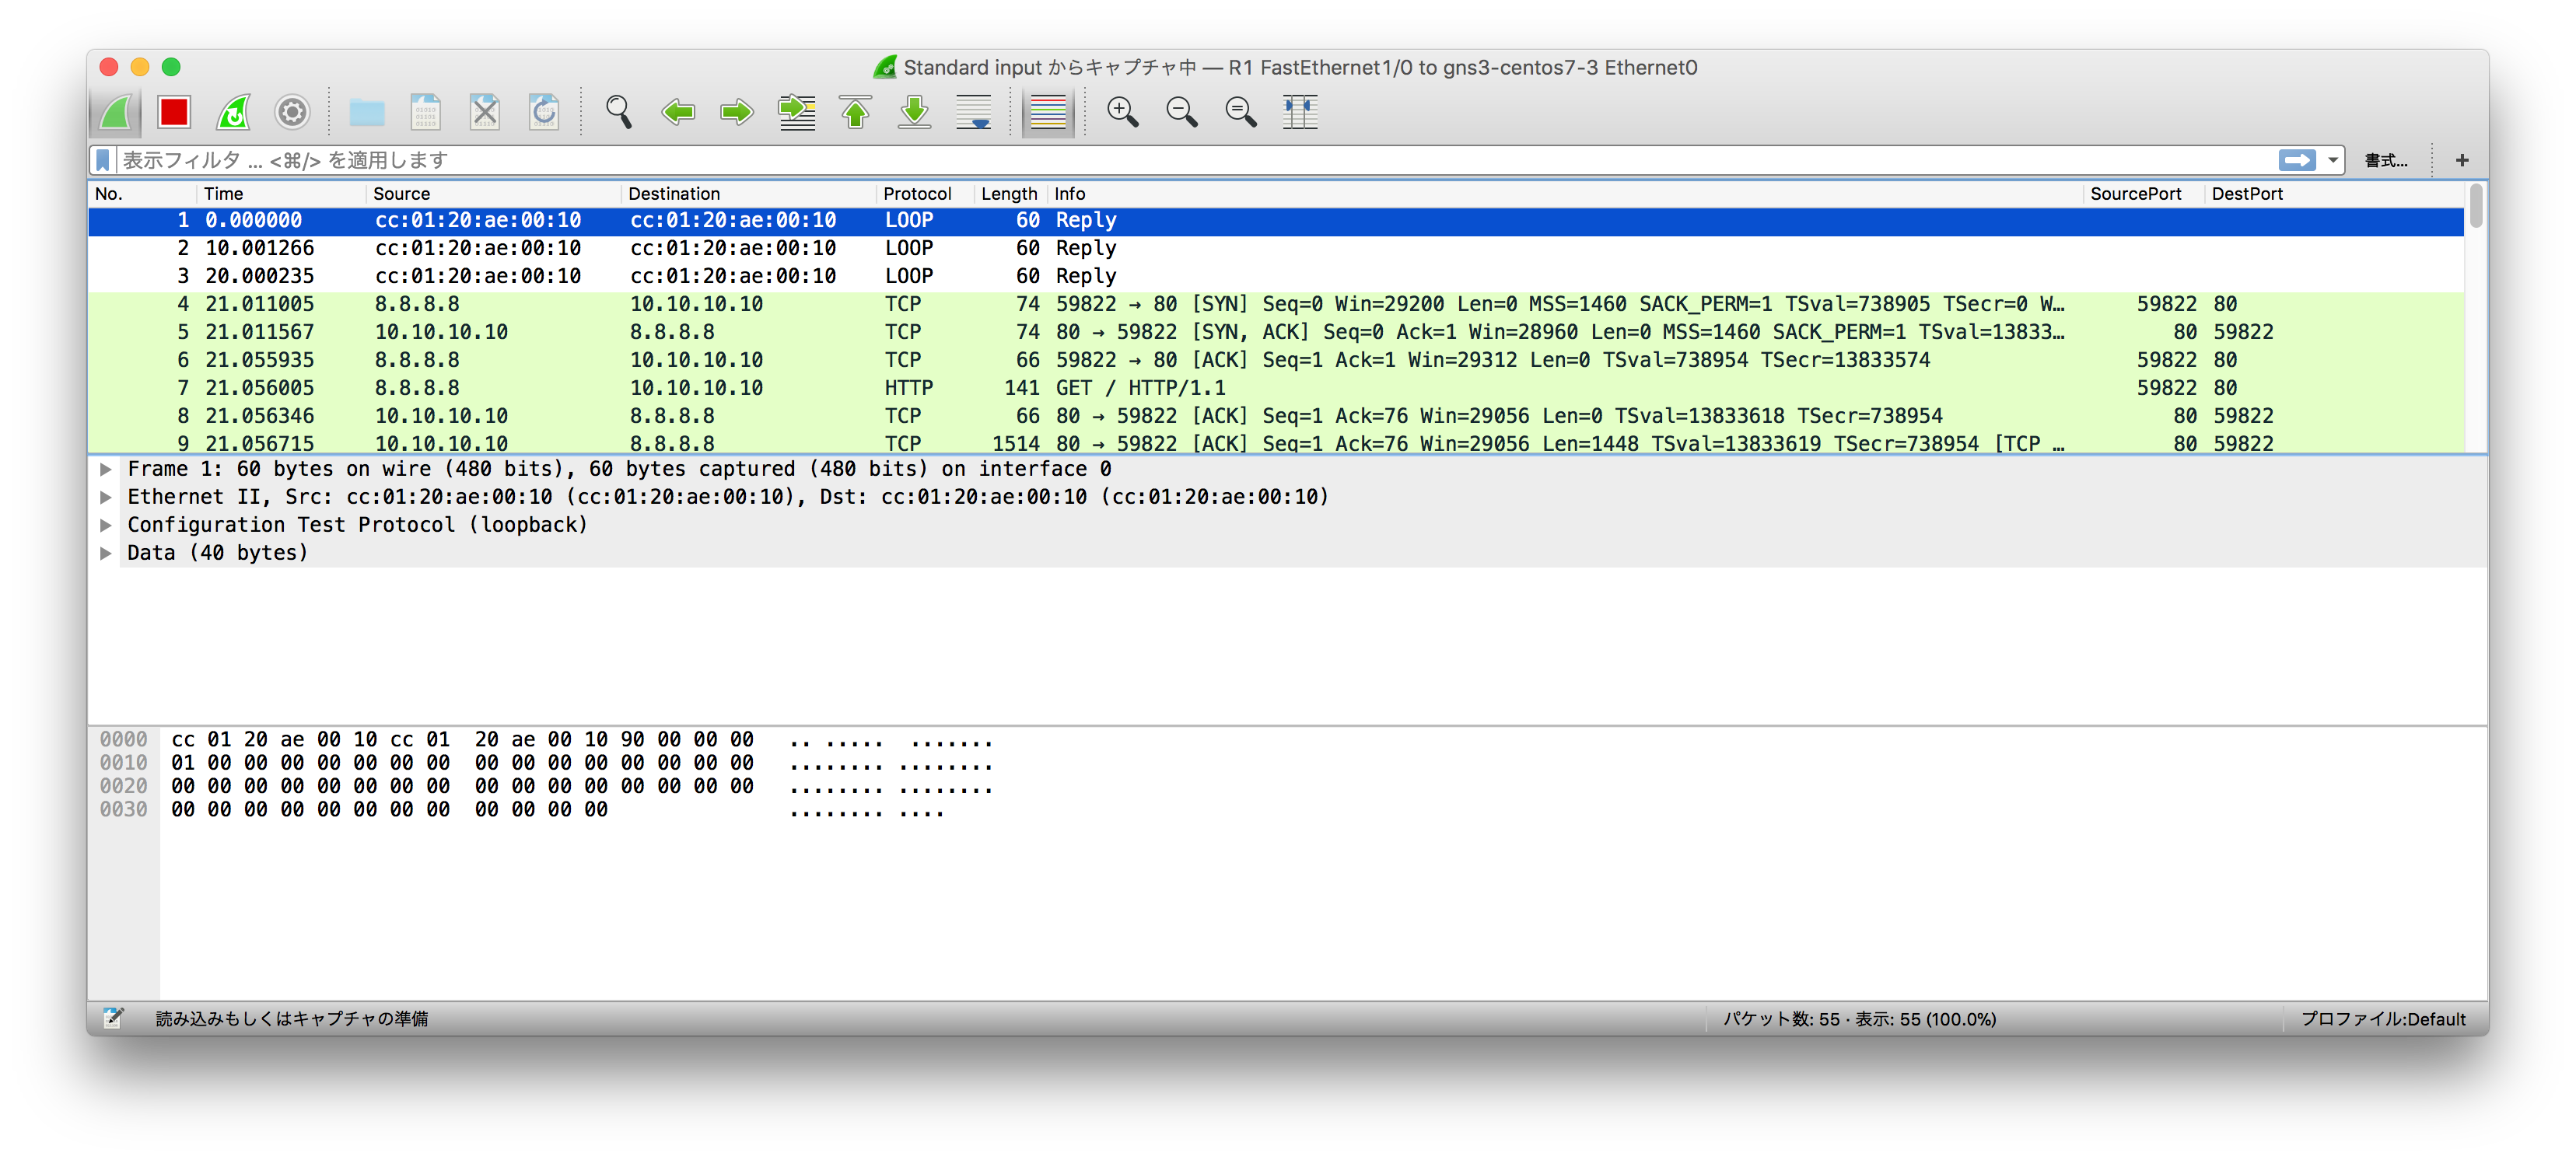 Standard input からキャプチャ中 — R1 FastEthernet1/0 to gns3-centos7-3 Ethernet0
表示フィルタ ... <⌘/> を適用します 書式... +
No. Time Source Destination Protocol Length Info SourcePort DestPort
1 0.000000 cc:01:20:ae:00:10 cc:01:20:ae:00:10 LOOP 60 Reply
2 10.001266 cc:01:20:ae:00:10 cc:01:20:ae:00:10 LOOP 60 Reply
3 20.000235 cc:01:20:ae:00:10 cc:01:20:ae:00:10 LOOP 60 Reply
4 21.011005 8.8.8.8 10.10.10.10 TCP 74 59822 → 80 [SYN] Seq=0 Win=29200 Len=0 MSS=1460 SACK_PERM=1 TSval=738905 TSecr=0 W… 59822 80
5 21.011567 10.10.10.10 8.8.8.8 TCP 74 80 → 59822 [SYN, ACK] Seq=0 Ack=1 Win=28960 Len=0 MSS=1460 SACK_PERM=1 TSval=13833… 80 59822
6 21.055935 8.8.8.8 10.10.10.10 TCP 66 59822 → 80 [ACK] Seq=1 Ack=1 Win=29312 Len=0 TSval=738954 TSecr=13833574 59822 80
7 21.056005 8.8.8.8 10.10.10.10 HTTP 141 GET / HTTP/1.1 59822 80
8 21.056346 10.10.10.10 8.8.8.8 TCP 66 80 → 59822 [ACK] Seq=1 Ack=76 Win=29056 Len=0 TSval=13833618 TSecr=738954 80 59822
9 21.056715 10.10.10.10 8.8.8.8 TCP 1514 80 → 59822 [ACK] Seq=1 Ack=76 Win=29056 Len=1448 TSval=13833619 TSecr=738954 [TCP … 80 59822
Frame 1: 60 bytes on wire (480 bits), 60 bytes captured (480 bits) on interface 0
Ethernet II, Src: cc:01:20:ae:00:10 (cc:01:20:ae:00:10), Dst: cc:01:20:ae:00:10 (cc:01:20:ae:00:10)
Configuration Test Protocol (loopback)
Data (40 bytes)
0000 cc 01 20 ae 00 10 cc 01 20 ae 00 10 90 00 00 00 .. ..... .......
0010 01 00 00 00 00 00 00 00 00 00 00 00 00 00 00 00 ........ ........
0020 00 00 00 00 00 00 00 00 00 00 00 00 00 00 00 00 ........ ........
0030 00 00 00 00 00 00 00 00 00 00 00 00 ........ ....
読み込みもしくはキャプチャの準備 パケット数: 55 · 表示: 55 (100.0%) プロファイル:Default